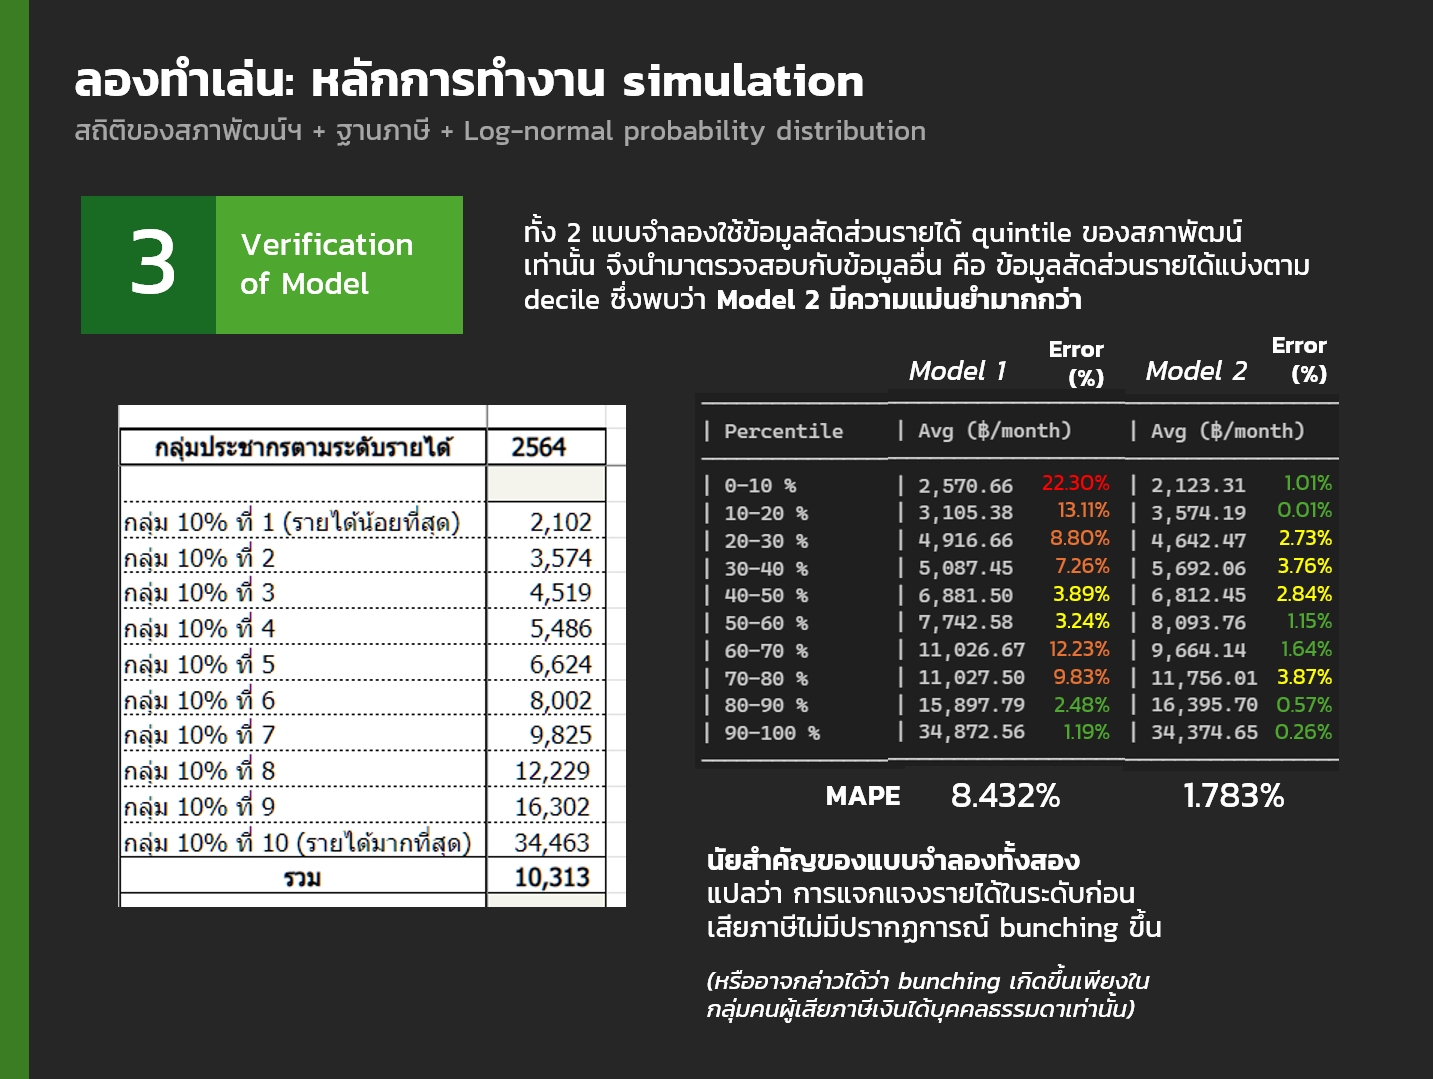 ลองทำเล่น: หลักการทำงาน simulation
สถิติของสภาพัฒน์ฯ + ฐานภาษี + Log-normal probability distribution
3
Verification
of Model
ทั้ง 2 แบบจำลองใช้ข้อมูลสัดส่วนรายได้ quintile ของสภาพัฒน์
เท่านั้น จึงนำมาตรวจสอบกับข้อมูลอื่น คือ ข้อมูลสัดส่วนรายได้แบ่งตาม
decile ซึ่งพบว่า Model 2 มีความแม่นยำมากกว่า
กลุ่มประชากรตามระดับรายได้ 2564
กลุ่ม 10% ที่ 1 (รายได้น้อยที่สุด) 2,102
กลุ่ม 10% ที่ 2 3,574
กลุ่ม 10% ที่ 3 4,519
กลุ่ม 10% ที่ 4 5,486
กลุ่ม 10% ที่ 5 6,624
กลุ่ม 10% ที่ 6 8,002
กลุ่ม 10% ที่ 7 9,825
กลุ่ม 10% ที่ 8 12,229
กลุ่ม 10% ที่ 9 16,302
กลุ่ม 10% ที่ 10 (รายได้มากที่สุด) 34,463
รวม 10,313
Model 1 Error (%) Model 2 Error (%)
| Percentile | Avg (฿/month) | Avg (฿/month)
| 0-10 % | 2,570.66 22.30% | 2,123.31 1.01%
| 10-20 % | 3,105.38 13.11% | 3,574.19 0.01%
| 20-30 % | 4,916.66 8.80% | 4,642.47 2.73%
| 30-40 % | 5,087.45 7.26% | 5,692.06 3.76%
| 40-50 % | 6,881.50 3.89% | 6,812.45 2.84%
| 50-60 % | 7,742.58 3.24% | 8,093.76 1.15%
| 60-70 % | 11,026.67 12.23% | 9,664.14 1.64%
| 70-80 % | 11,027.50 9.83% | 11,756.01 3.87%
| 80-90 % | 15,897.79 2.48% | 16,395.70 0.57%
| 90-100 % | 34,872.56 1.19% | 34,374.65 0.26%
MAPE 8.432% 1.783%
นัยสำคัญของแบบจำลองทั้งสอง
แปลว่า การแจกแจงรายได้ในระดับก่อน
เสียภาษีไม่มีปรากฏการณ์ bunching ขึ้น
(หรืออาจกล่าวได้ว่า bunching เกิดขึ้นเพียงใน
กลุ่มคนผู้เสียภาษีเงินได้บุคคลธรรมดาเท่านั้น)